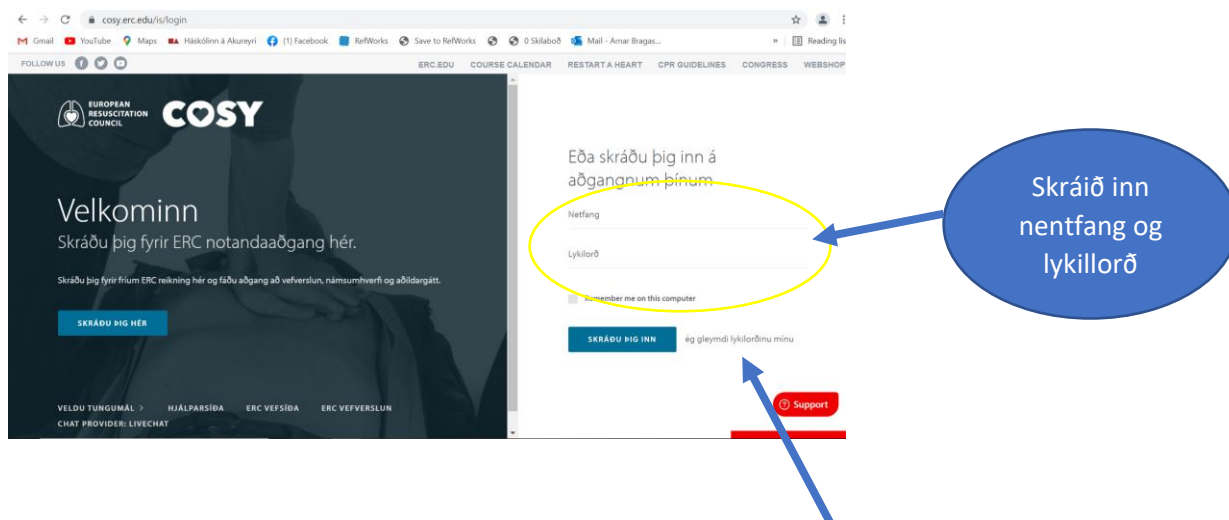 cosy.erc.edu/is/login
Gmail YouTube Maps Háskólinn á Akureyri (1) Facebook RefWorks Save to RefWorks 0 Skilaboð Mail - Arnar Bragas... » Reading lis
FOLLOW US ERC.EDU COURSE CALENDAR RESTART A HEART CPR GUIDELINES CONGRESS WEBSHOP
EUROPEAN
RESUSCITATION
COUNCIL
COSY
Velkominn
Skráðu þig fyrir ERC notandaaðgang hér.
Skráðu þig fyrir fríum ERC reikning hér og fáðu aðgang að vefverslun, námsumhverfi og aðildargátt.
SKRÁÐU ÞIG HÉR
VELDU TUNGUMÁL > HJÁLPARSÍÐA ERC VEFSÍÐA ERC VEFVERSLUN
CHAT PROVIDER: LIVECHAT
Eða skráðu þig inn á
aðgangnum þínum
Netfang
Lykilorð
Remember me on this computer
SKRÁÐU ÞIG INN ég gleymdi lykilorðinu mínu
Support
Skráið inn
nentfang og
lykillorð